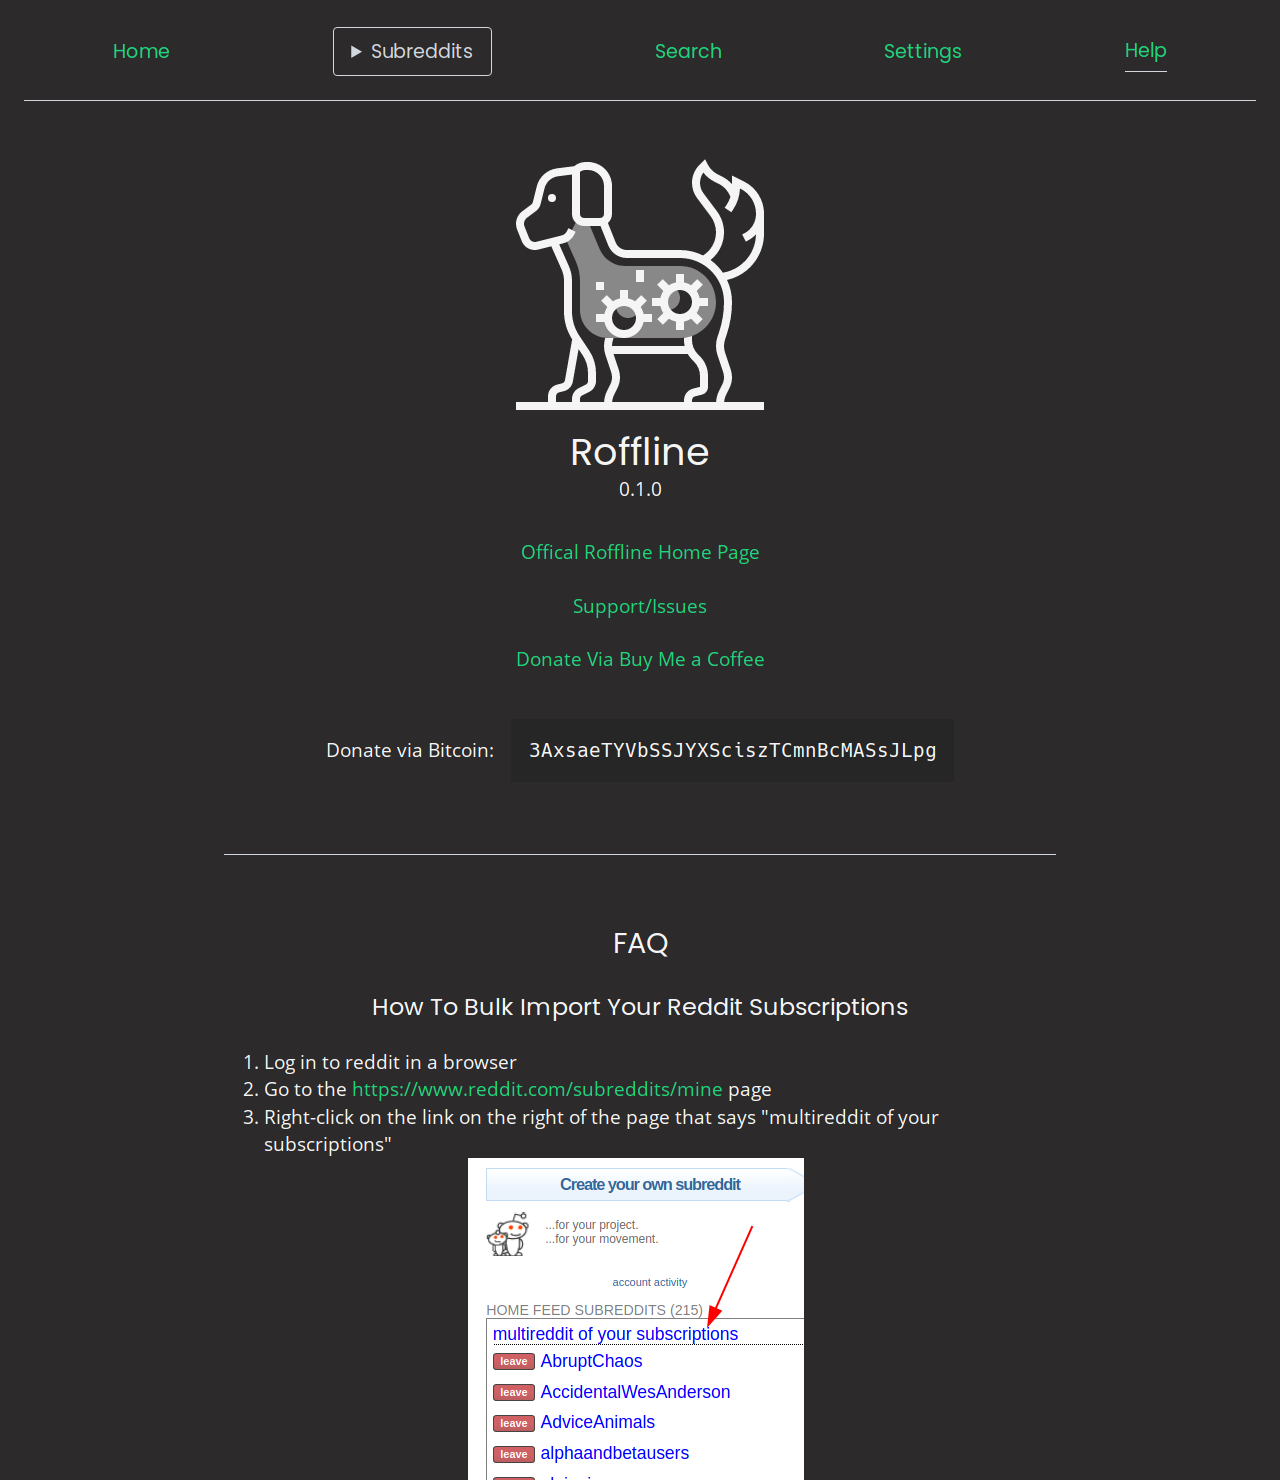 Home
Subreddits
Search
Settings
Help
Roffline
0.1.0
Offical Roffline Home Page
Support/Issues
Donate Via Buy Me a Coffee
Donate via Bitcoin: 3AxsaeTYVbSSJYXSciszTCmnBcMASsJLpg
FAQ
How To Bulk Import Your Reddit Subscriptions
1. Log in to reddit in a browser
2. Go to the https://www.reddit.com/subreddits/mine page
3. Right-click on the link on the right of the page that says "multireddit of your
subscriptions"
Create your own subreddit
...for your project.
...for your movement.
account activity
HOME FEED SUBREDDITS (215)
multireddit of your subscriptions
leave AbruptChaos
leave AccidentalWesAnderson
leave AdviceAnimals
leave alphaandbetausers